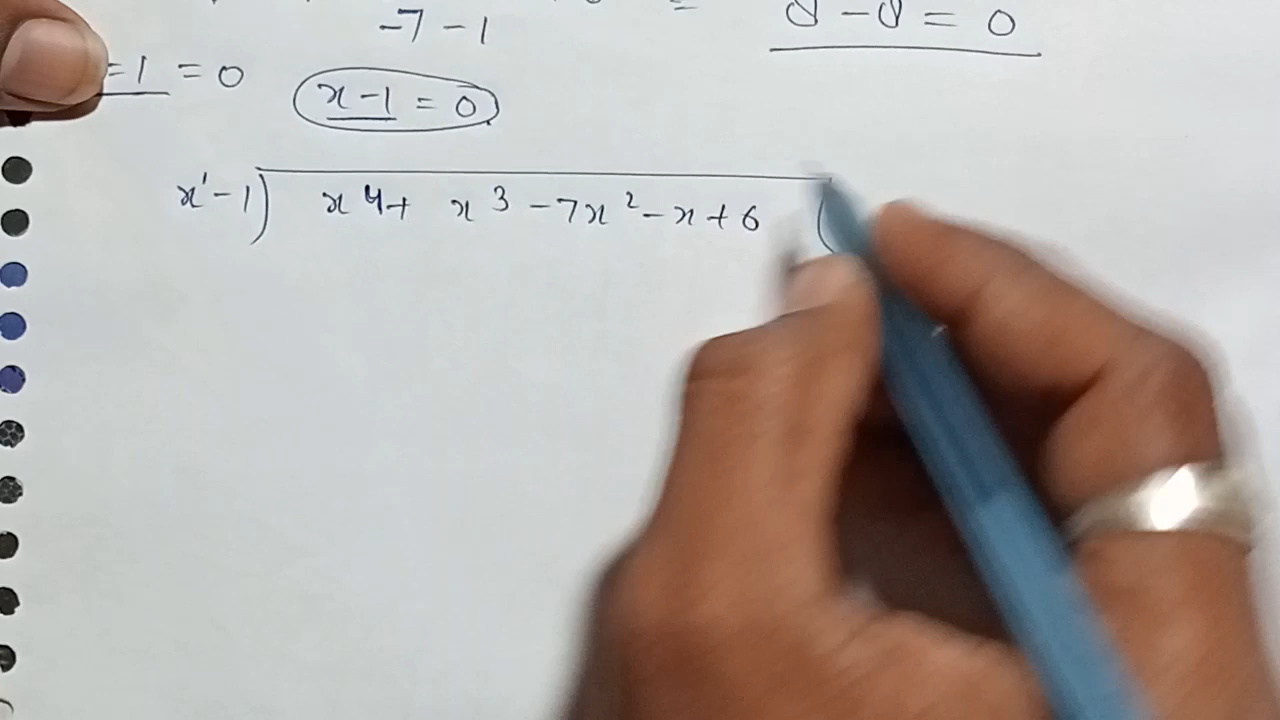 -7 - 1
8 - 8 = 0
=1 = 0
x - 1 = 0
x' - 1 ) x⁴ + x³ - 7x² - x + 6 (